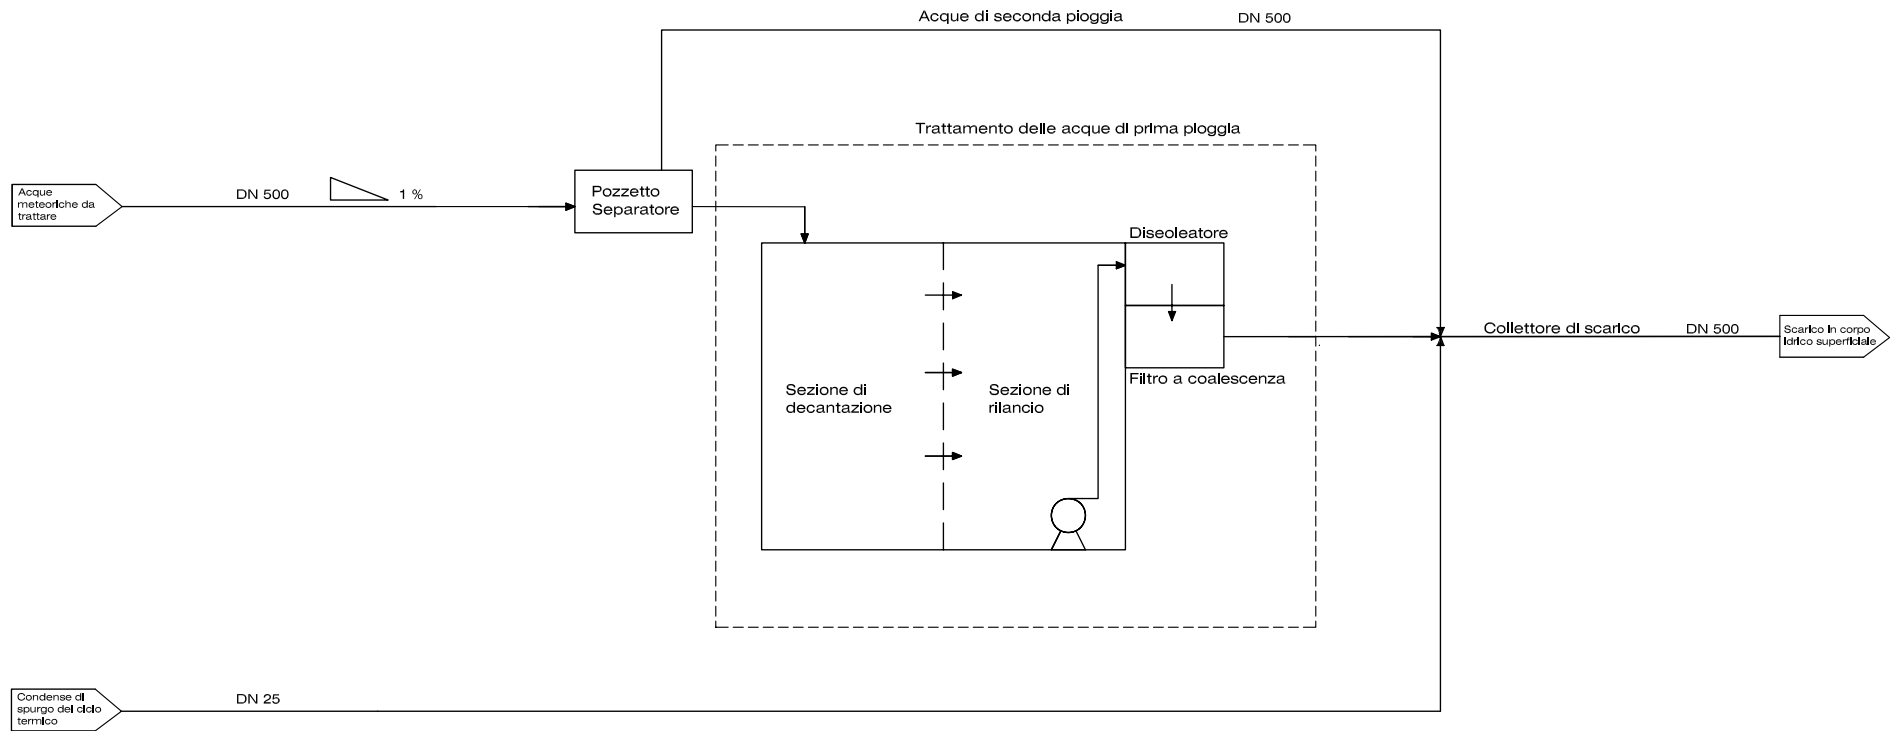 Acque di seconda pioggia
DN 500
Trattamento delle acque di prima pioggia
Acque
meteoriche da
trattare
DN 500
1 %
Pozzetto
Separatore
Diseoleatore
Collettore di scarico
DN 500
Scarico in corpo
idrico superficiale
Filtro a coalescenza
Sezione di
decantazione
Sezione di
rilancio
Condense di
spurgo del ciclo
termico
DN 25